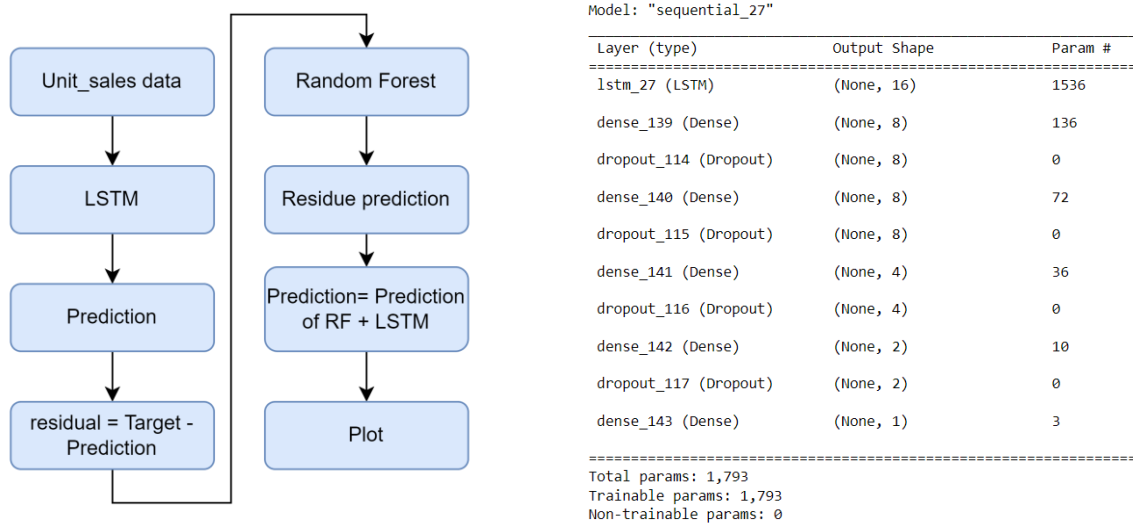 Unit_sales data
LSTM
Prediction
residual = Target -
Prediction
Random Forest
Residue prediction
Prediction= Prediction
of RF + LSTM
Plot
Model: "sequential_27"
Layer (type) Output Shape Param #
lstm_27 (LSTM) (None, 16) 1536
dense_139 (Dense) (None, 8) 136
dropout_114 (Dropout) (None, 8) 0
dense_140 (Dense) (None, 8) 72
dropout_115 (Dropout) (None, 8) 0
dense_141 (Dense) (None, 4) 36
dropout_116 (Dropout) (None, 4) 0
dense_142 (Dense) (None, 2) 10
dropout_117 (Dropout) (None, 2) 0
dense_143 (Dense) (None, 1) 3
Total params: 1,793
Trainable params: 1,793
Non-trainable params: 0